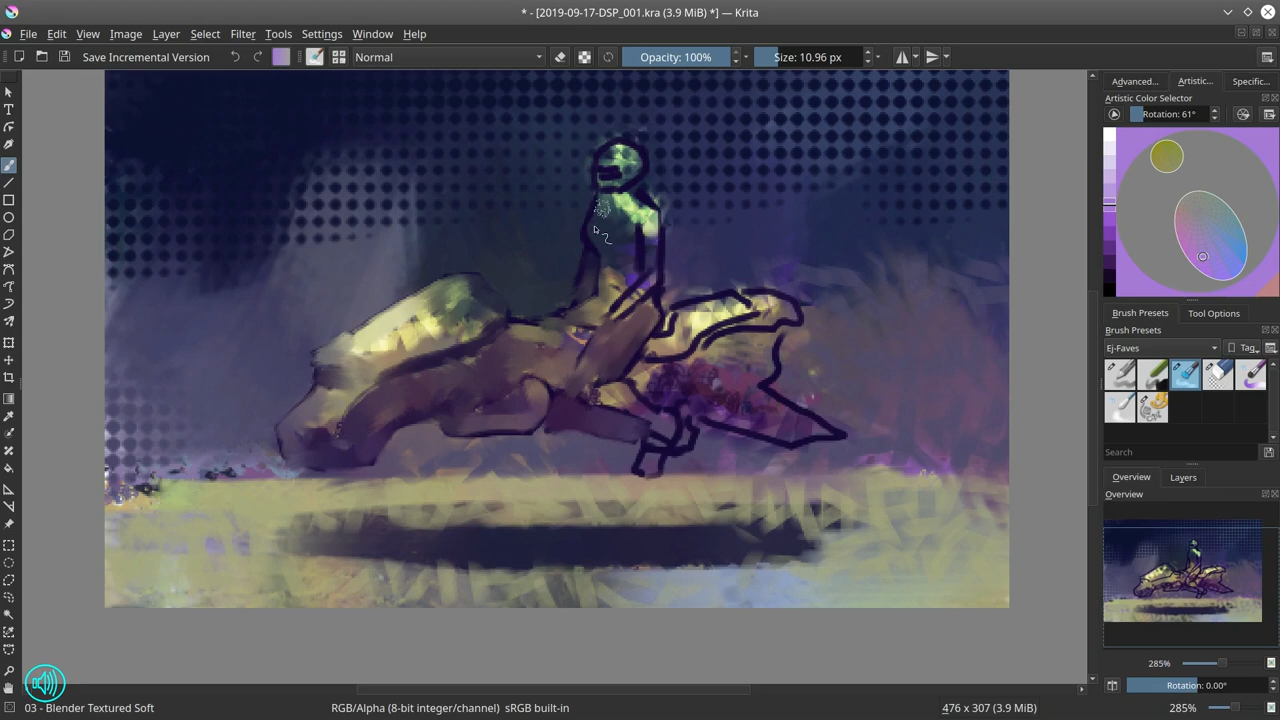 * - [2019-09-17-DSP_001.kra (3.9 MiB) *] — Krita
File Edit View Image Layer Select Filter Tools Settings Window Help
Save Incremental Version Normal Opacity: 100% Size: 10.96 px
Advanced... Artistic... Specific...
Artistic Color Selector
Rotation: 61°
Brush Presets Tool Options
Brush Presets
Ej-Faves Tag
Search
Overview Layers
Overview
285%
Rotation: 0.00°
03 - Blender Textured Soft RGB/Alpha (8-bit integer/channel) sRGB built-in 476 x 307 (3.9 MiB) 285%